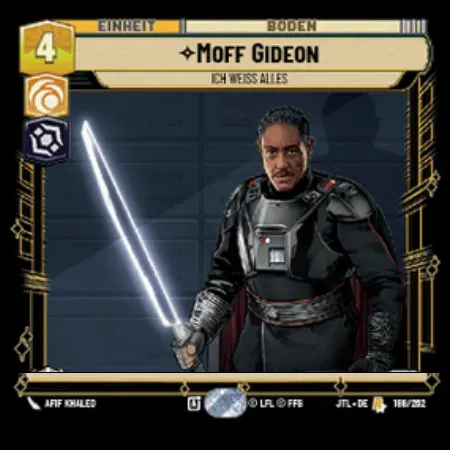 EINHEIT BODEN
4
MOFF GIDEON
ICH WEISS ALLES
AFIF KHALED
© LFL ® FFG
JTL • DE